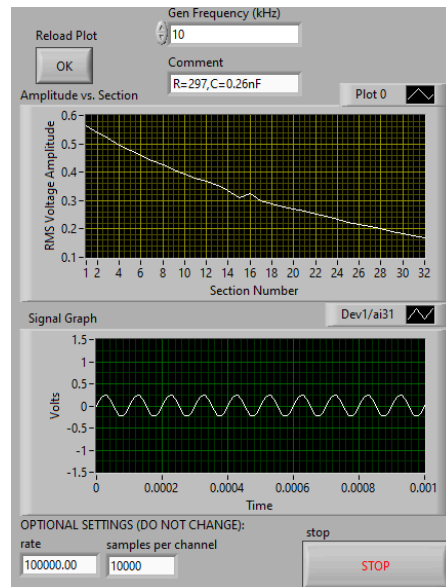 Gen Frequency (kHz)
Reload Plot
10
OK
Comment
R=297,C=0.26nF
Amplitude vs. Section
Plot 0
RMS Voltage Amplitude
0.6
0.5
0.4
0.3
0.2
0.1
1 2 4 6 8 10 12 14 16 18 20 22 24 26 28 30 32
Section Number
Signal Graph
Dev1/ai31
Volts
1.5
1
0.5
0
-0.5
-1
-1.5
0 0.0002 0.0004 0.0006 0.0008 0.001
Time
OPTIONAL SETTINGS (DO NOT CHANGE):
rate
samples per channel
100000.00
10000
stop
STOP